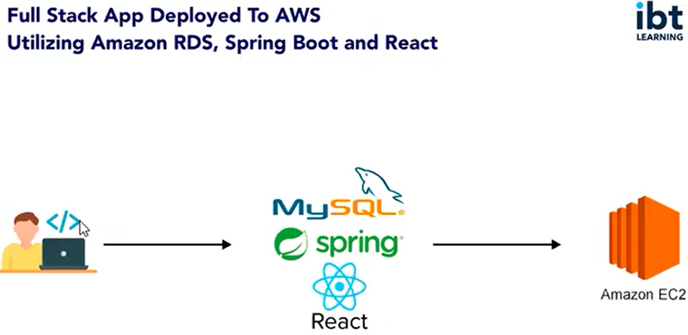 Full Stack App Deployed To AWS
Utilizing Amazon RDS, Spring Boot and React
ibt
LEARNING
</>
MySQL®
spring®
React
Amazon EC2